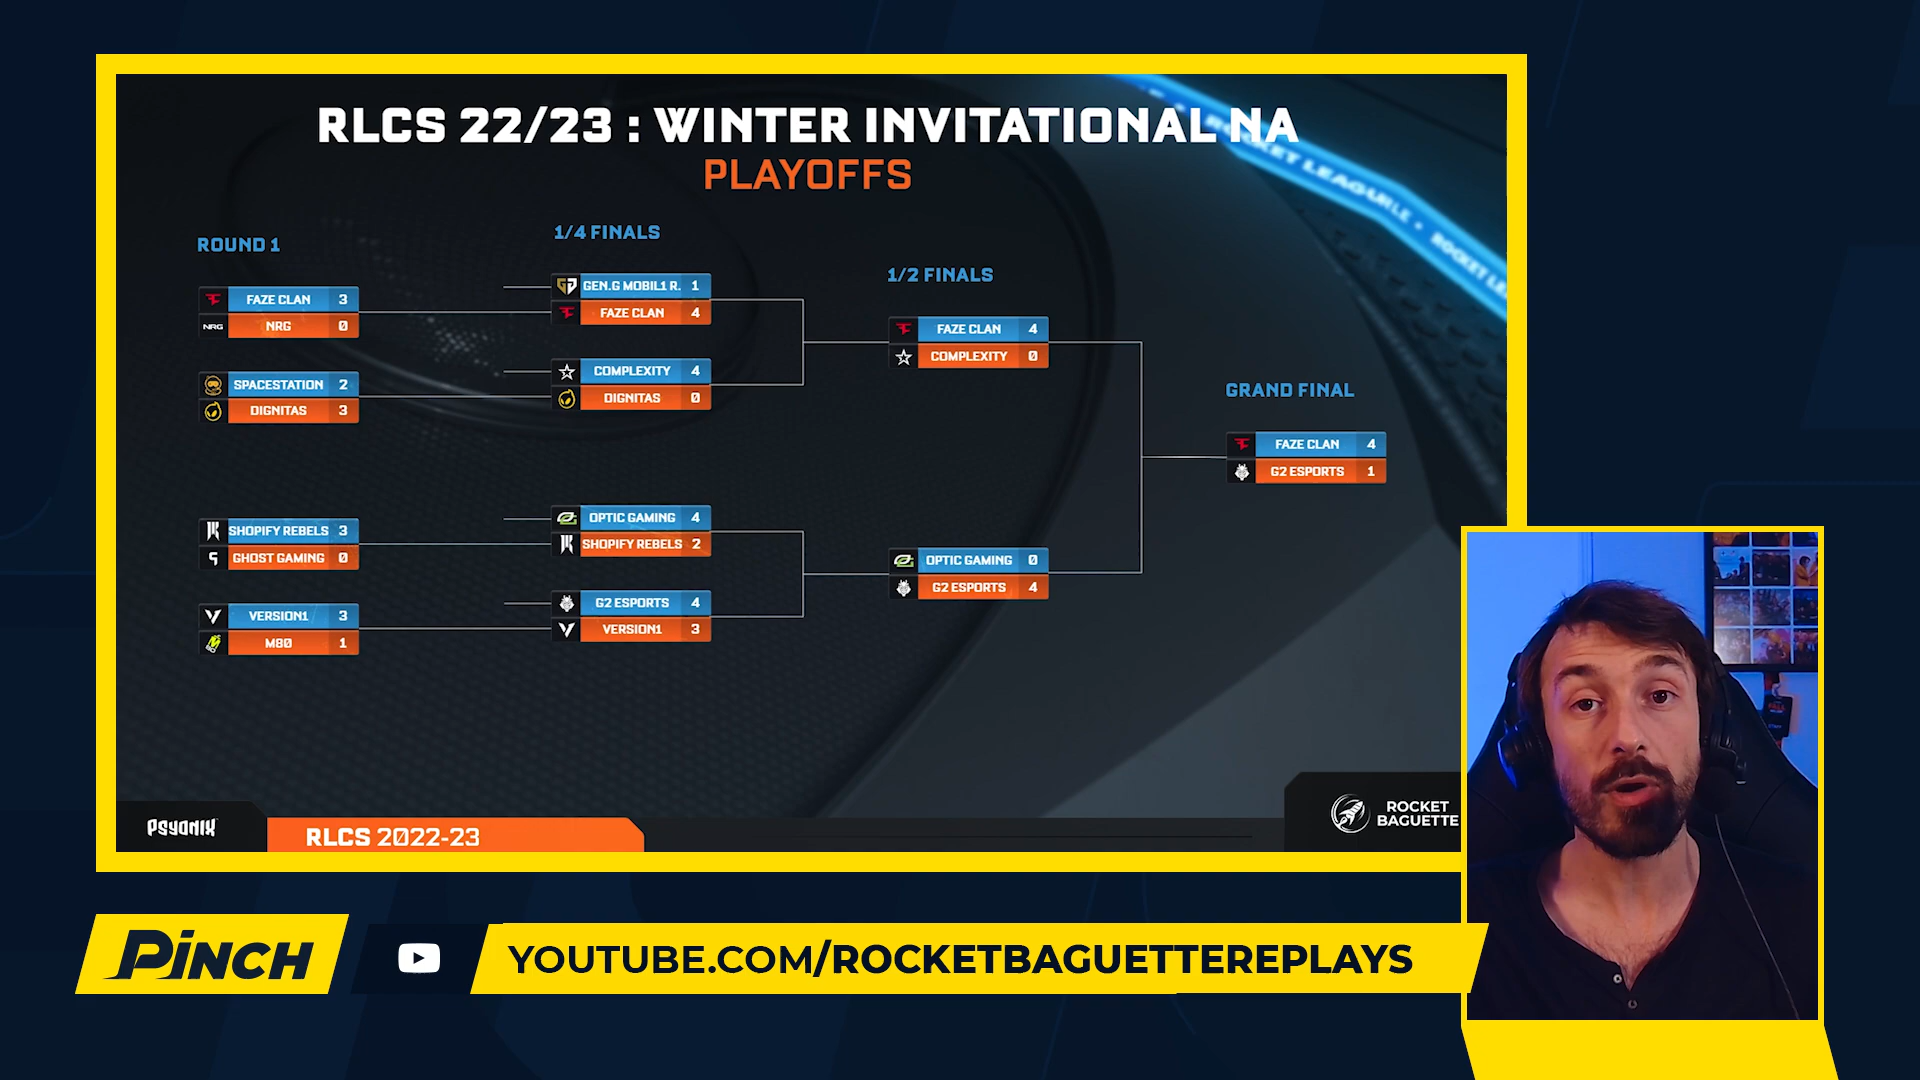 RLCS 22/23 : WINTER INVITATIONAL NA
PLAYOFFS
ROUND 1
FAZE CLAN 3
NRG NRG 0
SPACESTATION 2
DIGNITAS 3
SHOPIFY REBELS 3
GHOST GAMING 0
VERSION1 3
M80 1
1/4 FINALS
GEN.G MOBIL1 R. 1
FAZE CLAN 4
COMPLEXITY 4
DIGNITAS 0
OPTIC GAMING 4
SHOPIFY REBELS 2
G2 ESPORTS 4
VERSION1 3
1/2 FINALS
FAZE CLAN 4
COMPLEXITY 0
OPTIC GAMING 0
G2 ESPORTS 4
GRAND FINAL
FAZE CLAN 4
G2 ESPORTS 1
PSYONIX
RLCS 2022-23
ROCKET
BAGUETTE
PINCH
YOUTUBE.COM/ROCKETBAGUETTEREPLAYS